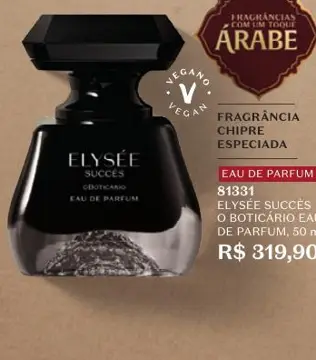 FRAGRÂNCIAS
COM UM TOQUE
ÁRABE
VEGANO
V
VEGAN
FRAGRÂNCIA
CHIPRE
ESPECIADA
ELYSÉE
SUCCÈS
OBOTICÁRIO
EAU DE PARFUM
EAU DE PARFUM
81331
ELYSÉE SUCCÈS
O BOTICÁRIO EAU
DE PARFUM, 50 m
R$ 319,90